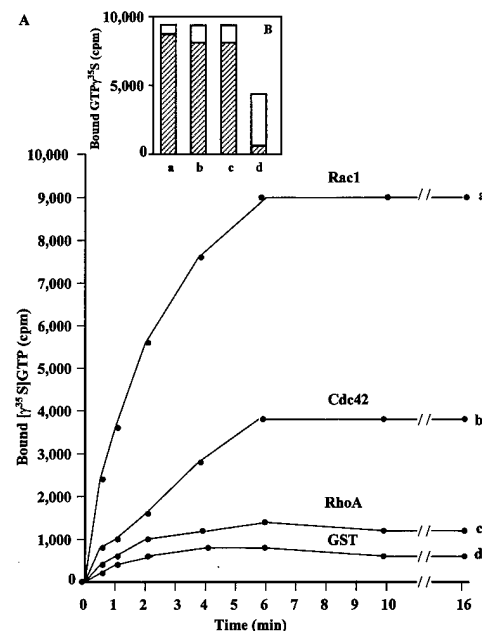 A
B
Bound GTPγ³⁵S (cpm)
10,000
5,000
0
a b c d
Bound [γ³⁵ S]GTP (cpm)
10,000
9,000
8,000
7,000
6,000
5,000
4,000
3,000
2,000
1,000
0
Rac1
a
Cdc42
b
RhoA
c
GST
d
//
//
//
//
//
0 1 2 3 4 5 6 7 8 9 10 16
Time (min)